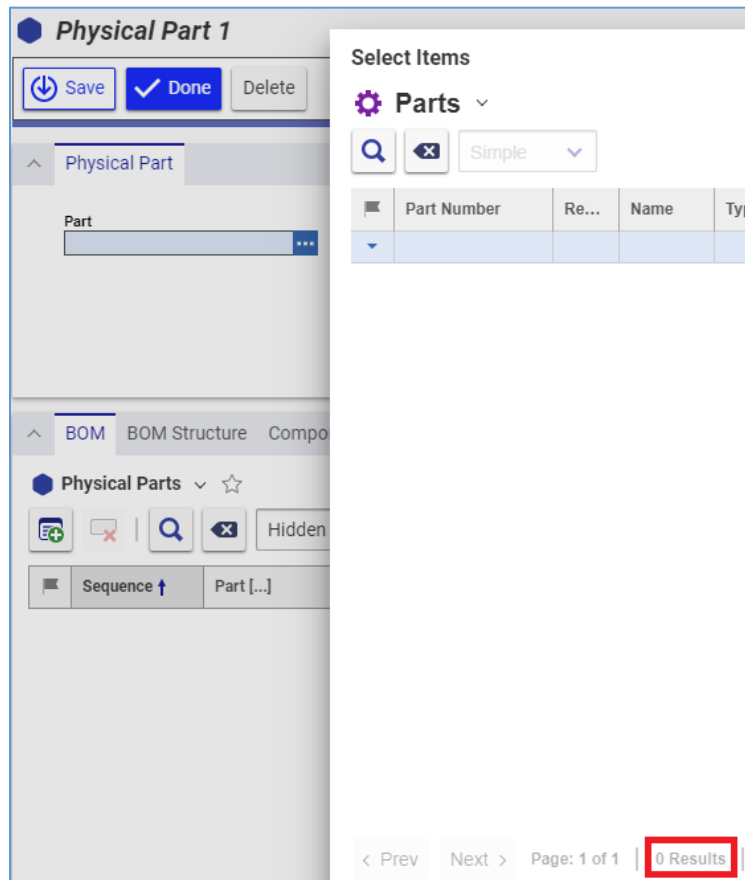 Physical Part 1
Save Done Delete
Physical Part
Part
...
BOM BOM Structure Compo
Physical Parts
Hidden
Sequence Part [...]
Select Items
Parts
Simple
Part Number Re... Name Typ
< Prev Next > Page: 1 of 1 | 0 Results |